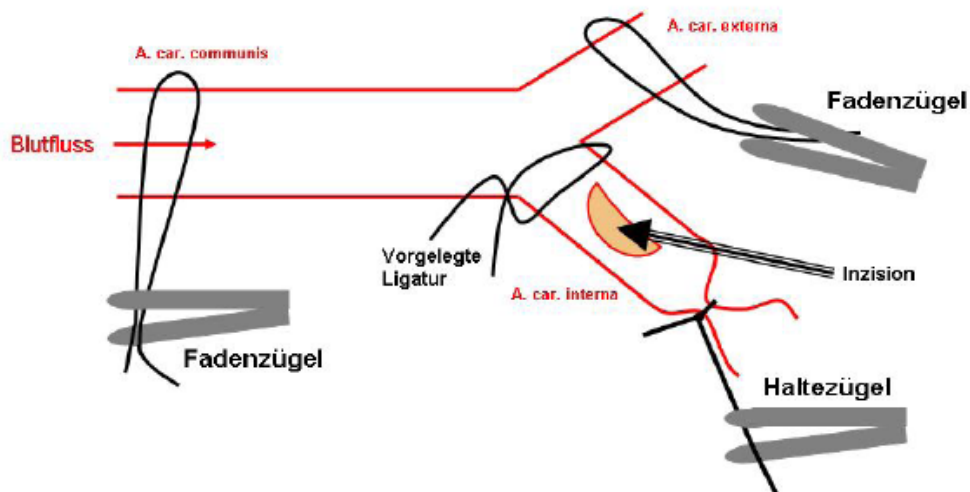 A. car. externa
A. car. communis
Fadenzügel
Blutfluss
Vorgelegte
Ligatur
Inzision
A. car. interna
Fadenzügel
Haltezügel